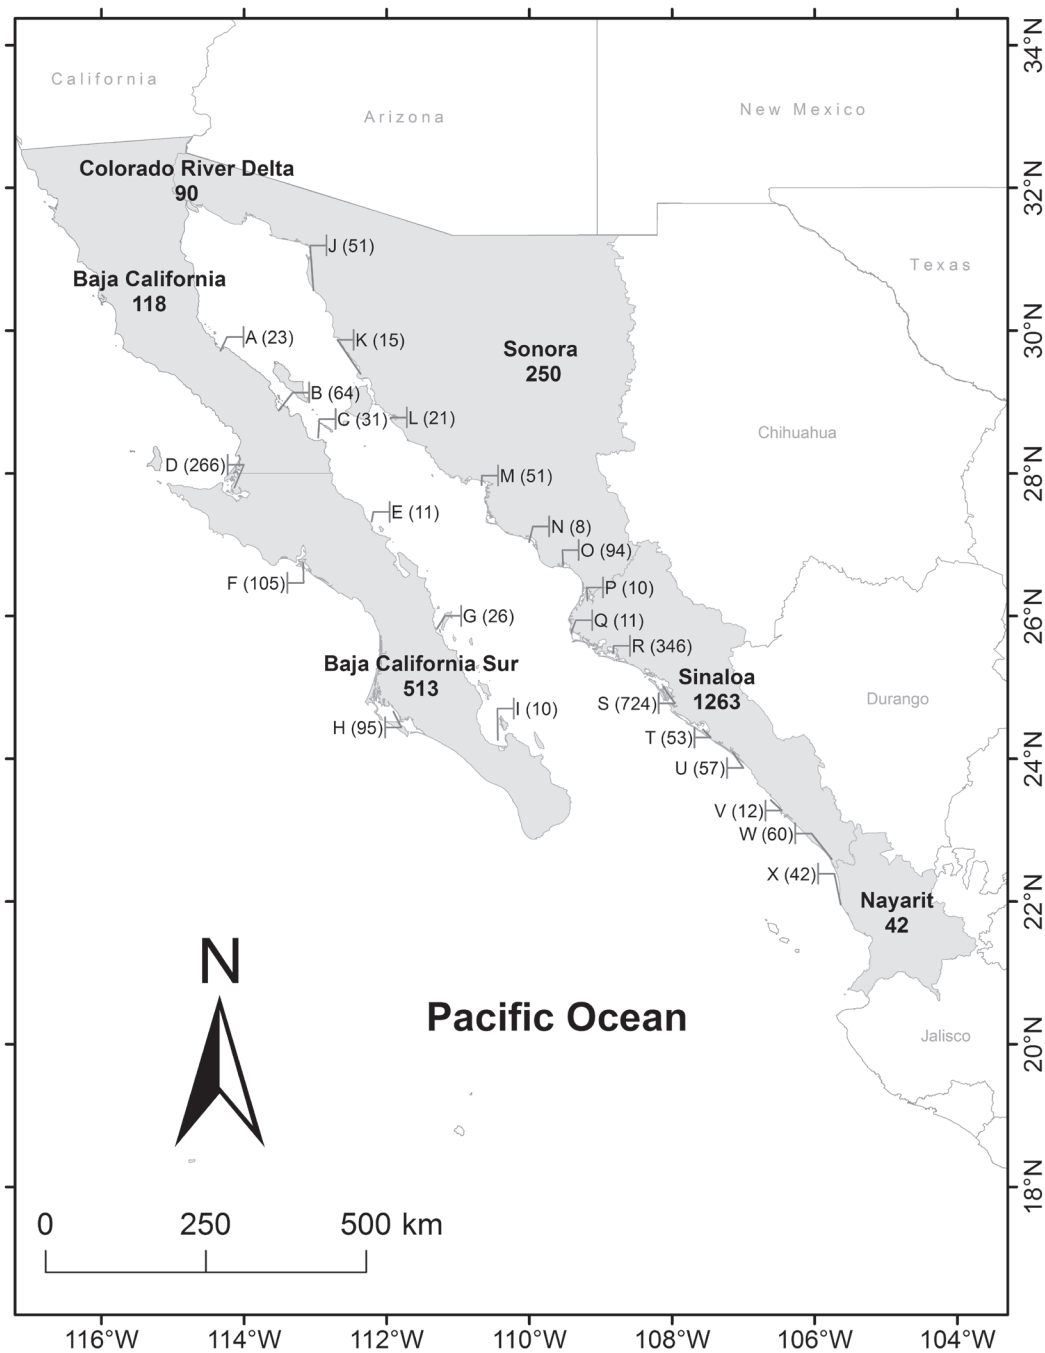 34°N
California
New Mexico
Arizona
Colorado River Delta
90
32°N
J (51)
Texas
Baja California
118
30°N
A (23)
K (15)
Sonora
250
B (64)
C (31)
L (21)
Chihuahua
D (266)
28°N
M (51)
E (11)
N (8)
O (94)
F (105)
P (10)
26°N
G (26)
Q (11)
R (346)
Baja California Sur
513
Sinaloa
1263
Durango
S (724)
I (10)
H (95)
T (53)
24°N
U (57)
V (12)
W (60)
X (42)
Nayarit
42
22°N
N
Pacific Ocean
Jalisco
20°N
18°N
0 250 500 km
116°W 114°W 112°W 110°W 108°W 106°W 104°W